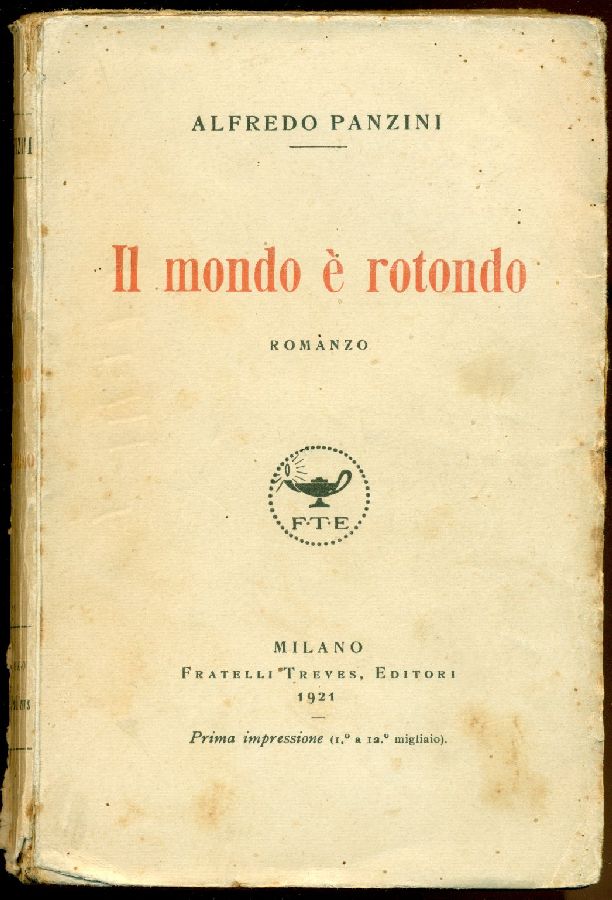 ALFREDO PANZINI
Il mondo è rotondo
ROMANZO
F·T·E
MILANO
FRATELLI TREVES, EDITORI
1921
Prima impressione (1.º a 12.º migliaio).